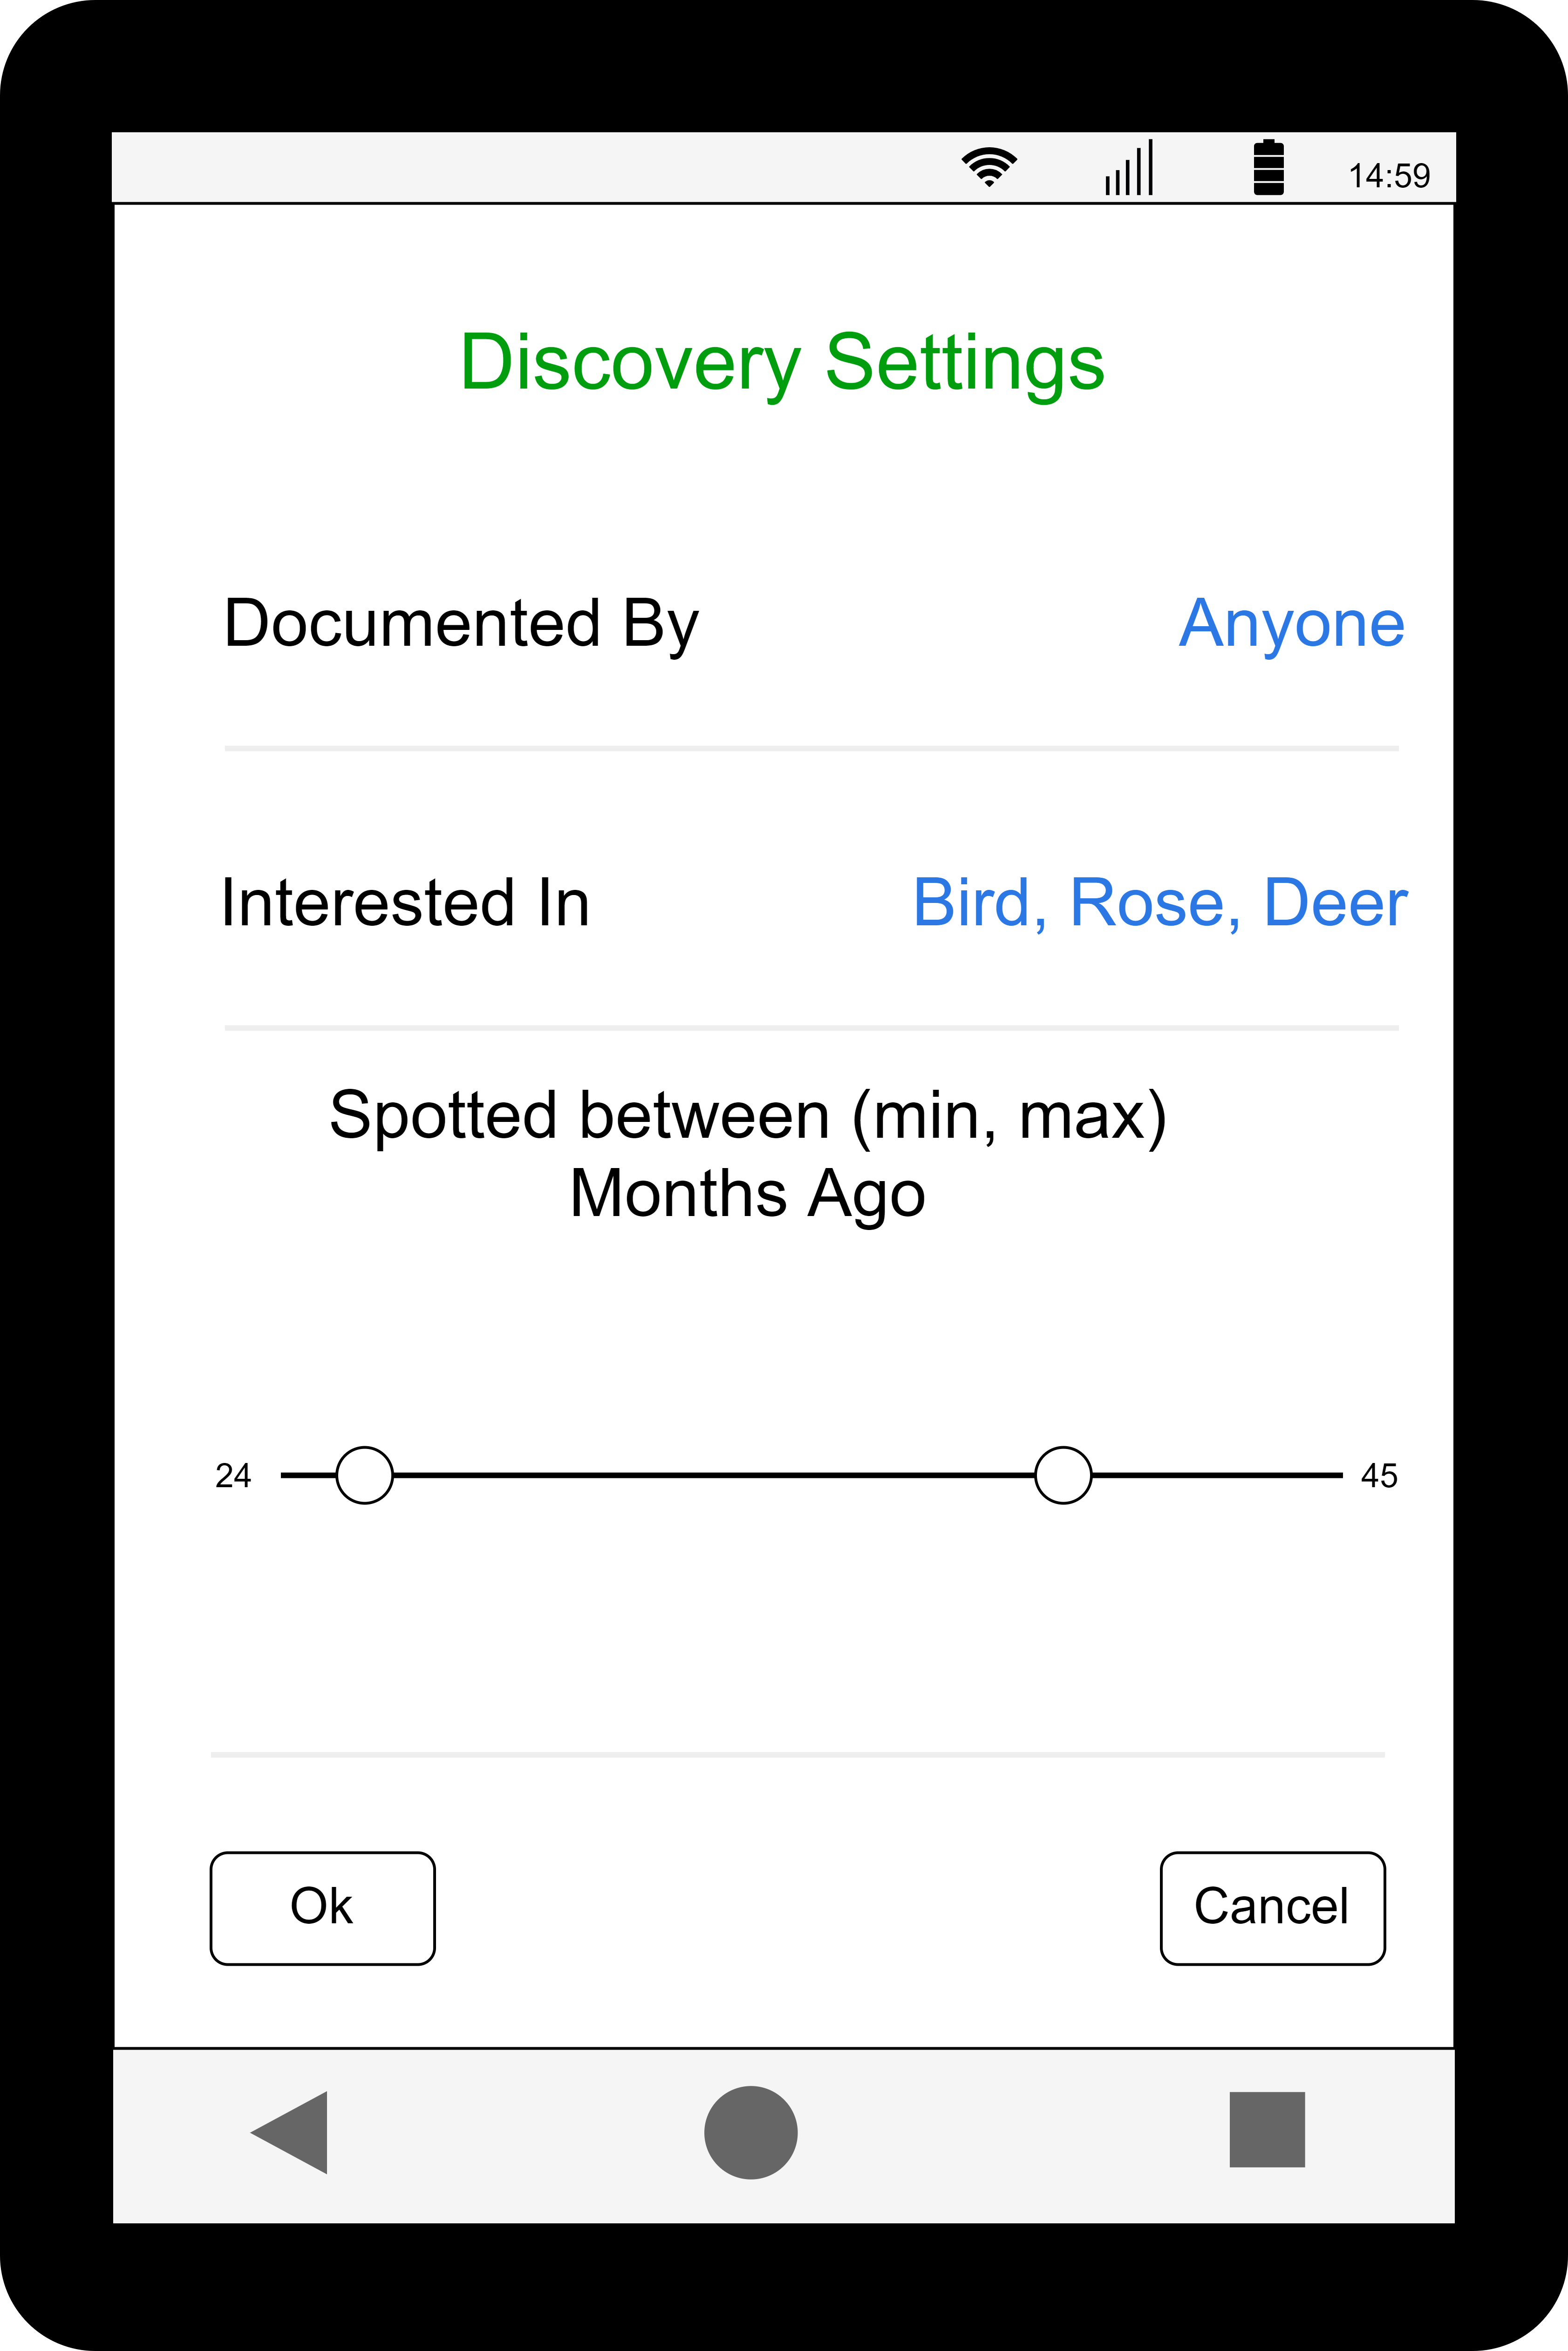 14:59
Discovery Settings
Documented By Anyone
Interested In Bird, Rose, Deer
Spotted between (min, max)
Months Ago
24 45
Ok Cancel